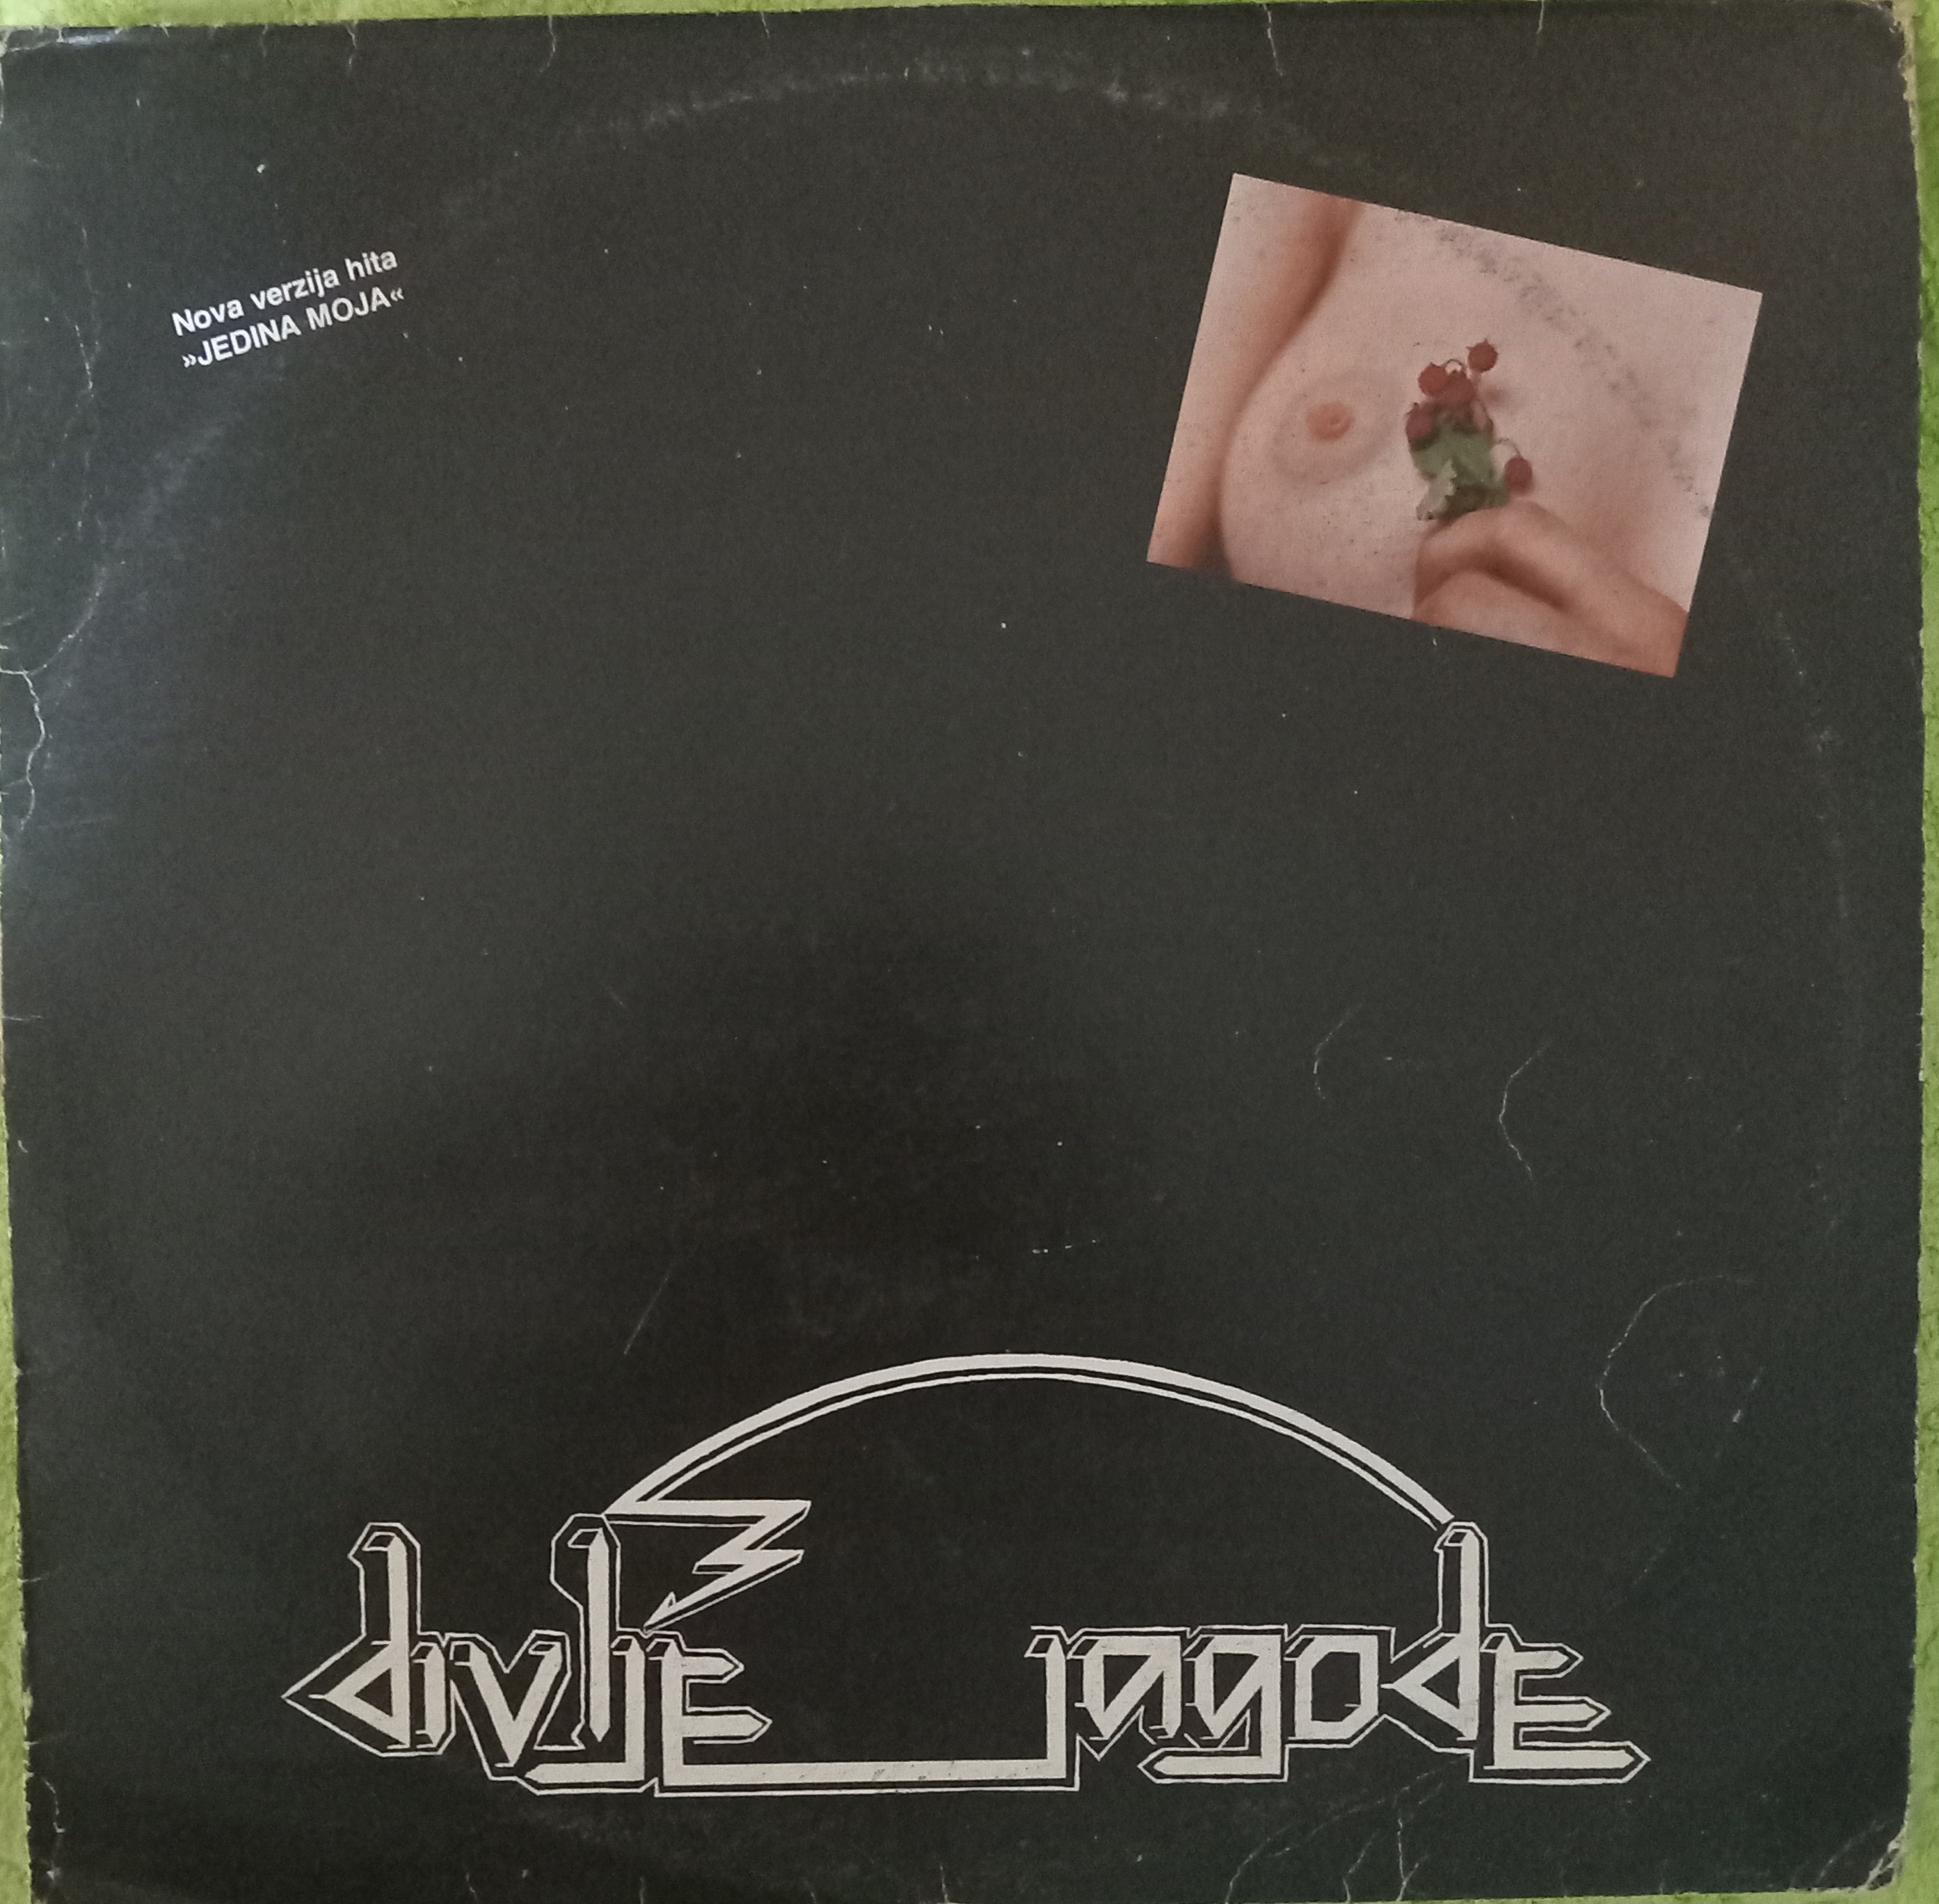 Nova verzija hita
»JEDINA MOJA«
divlje jagode